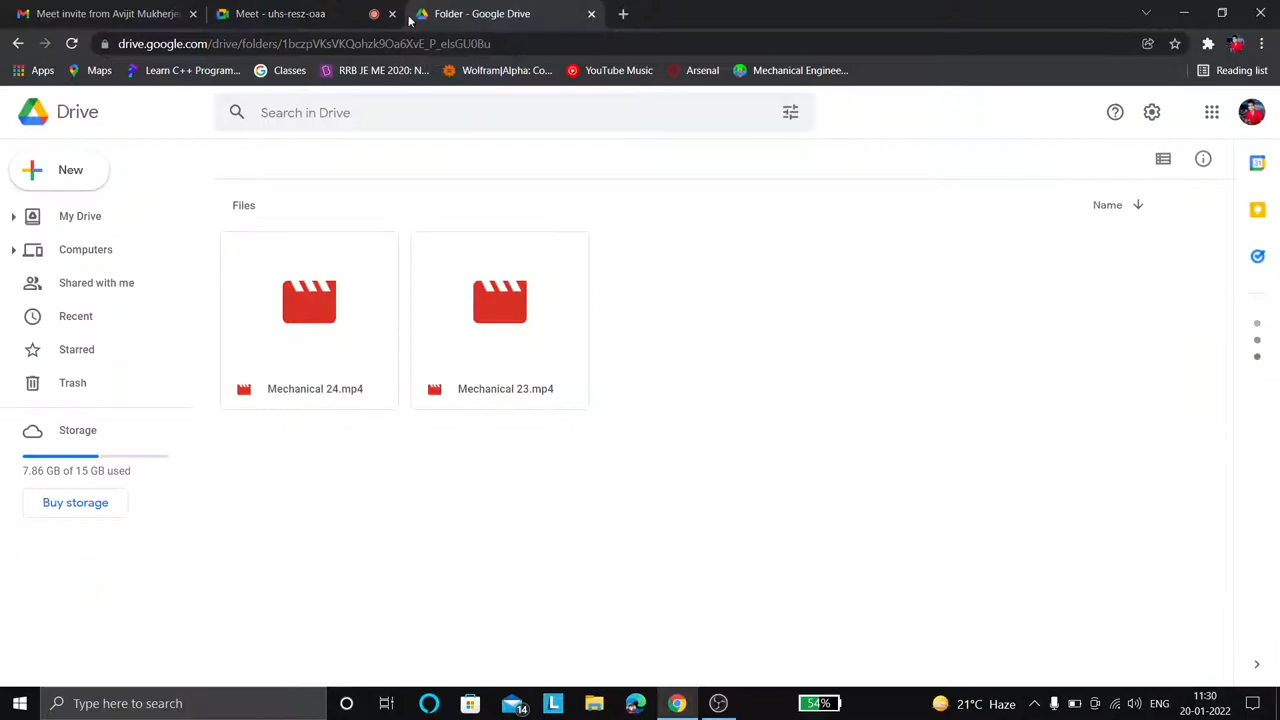 Meet invite from Avijit Mukherje
Meet - uhs-resz-oaa
Folder - Google Drive
drive.google.com/drive/folders/1bczpVKsVKQohzk9Oa6XvE_P_eIsGU0Bu
Apps
Maps
Learn C++ Program...
Classes
RRB JE ME 2020: N...
Wolfram|Alpha: Co...
YouTube Music
Arsenal
Mechanical Enginee...
Reading list
Drive
Search in Drive
New
My Drive
Computers
Shared with me
Recent
Starred
Trash
Storage
7.86 GB of 15 GB used
Buy storage
Files
Name
Mechanical 24.mp4
Mechanical 23.mp4
31
Type here to search
L
14
54%
21°C Haze
ENG
11:30
20-01-2022